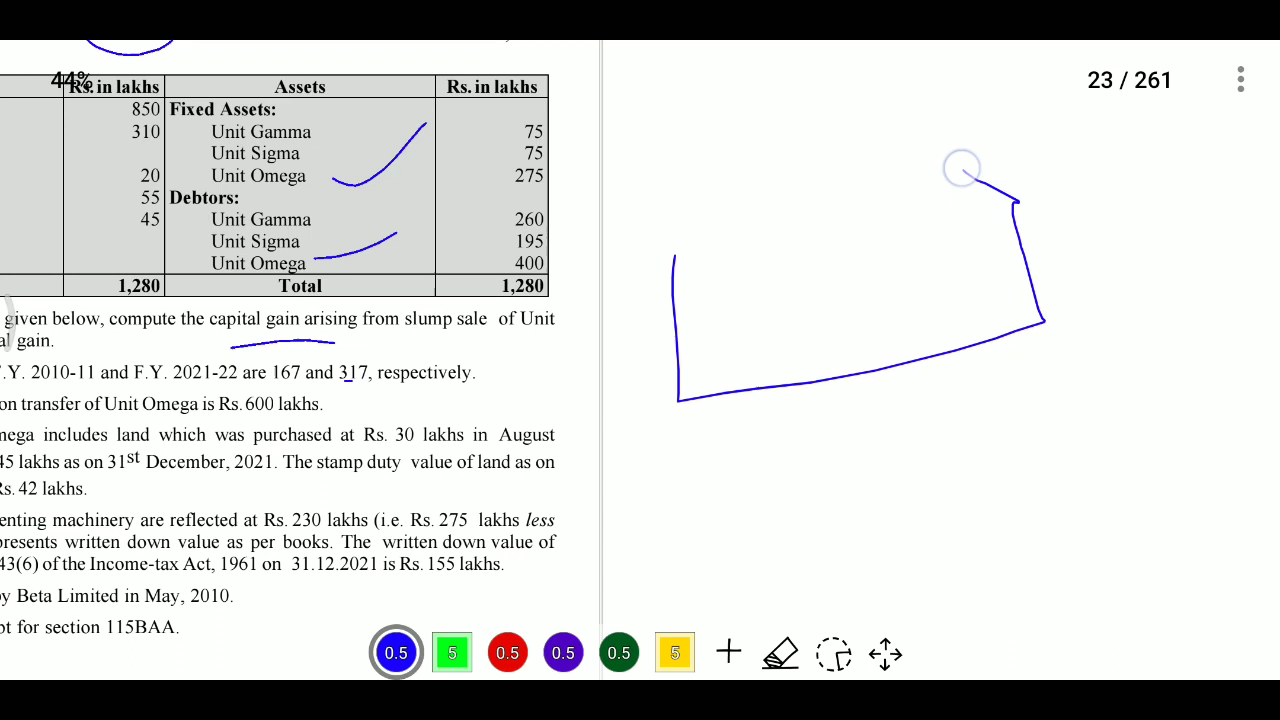 44%
23 / 261
Rs. in lakhs Assets Rs. in lakhs
850 Fixed Assets:
310 Unit Gamma 75
Unit Sigma 75
20 Unit Omega 275
55 Debtors:
45 Unit Gamma 260
Unit Sigma 195
Unit Omega 400
1,280 Total 1,280
given below, compute the capital gain arising from slump sale of Unit
al gain.
F.Y. 2010-11 and F.Y. 2021-22 are 167 and 317, respectively.
on transfer of Unit Omega is Rs. 600 lakhs.
mega includes land which was purchased at Rs. 30 lakhs in August
45 lakhs as on 31st December, 2021. The stamp duty value of land as on
Rs. 42 lakhs.
enting machinery are reflected at Rs. 230 lakhs (i.e. Rs. 275 lakhs less
presents written down value as per books. The written down value of
43(6) of the Income-tax Act, 1961 on 31.12.2021 is Rs. 155 lakhs.
by Beta Limited in May, 2010.
pt for section 115BAA.
0.5 5 0.5 0.5 0.5 5